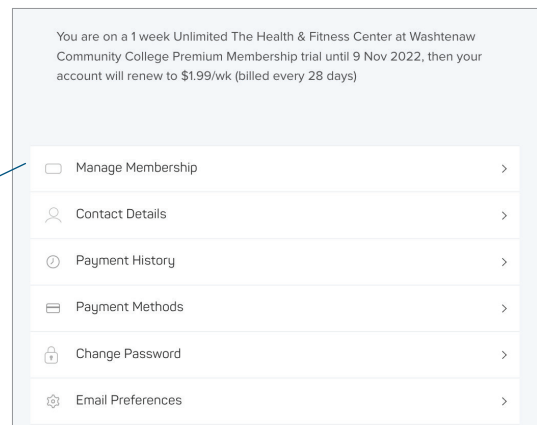 You are on a 1 week Unlimited The Health & Fitness Center at Washtenaw
Community College Premium Membership trial until 9 Nov 2022, then your
account will renew to $1.99/wk (billed every 28 days)
Manage Membership
Contact Details
Payment History
Payment Methods
Change Password
Email Preferences